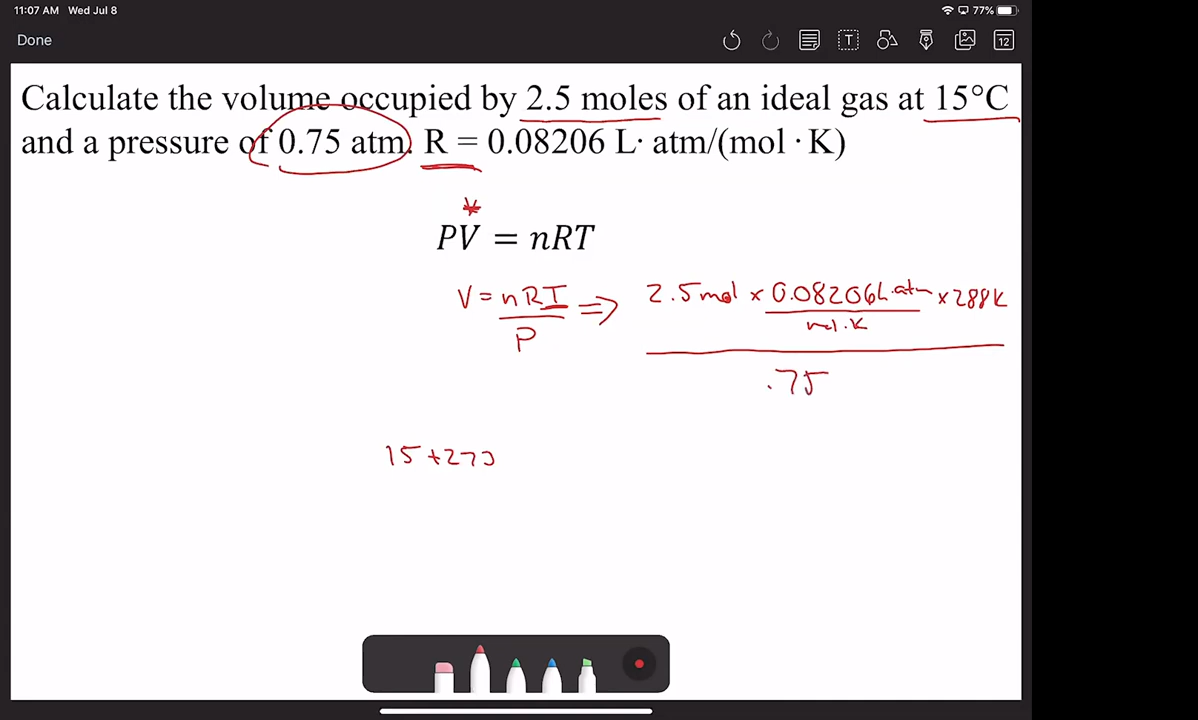 11:07 AM Wed Jul 8
77%
Done
T
12
Calculate the volume occupied by 2.5 moles of an ideal gas at 15°C
and a pressure of 0.75 atm. R = 0.08206 L· atm/(mol · K)
PV = nRT
V = nRT / P ⇒ 2.5 mol × 0.08206 L·atm / mol·K × 288K
.75
15 + 273